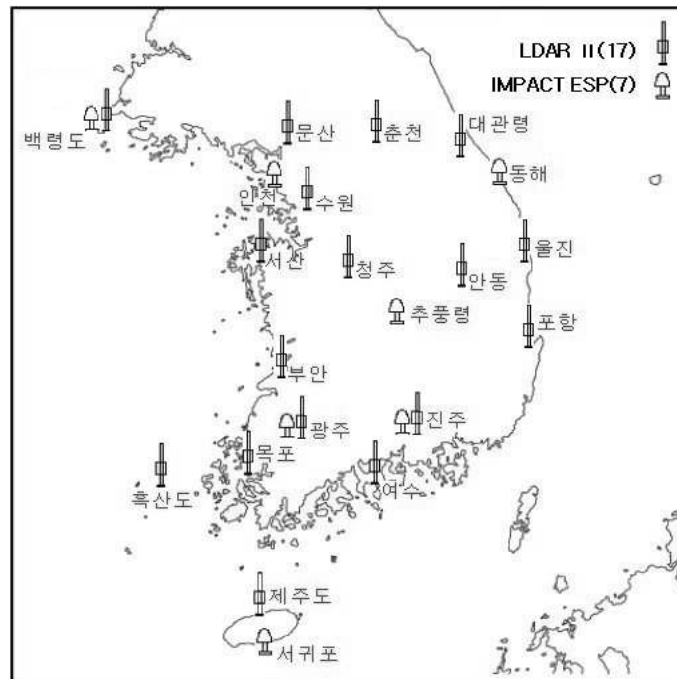 LDAR II(17)
IMPACT ESP(7)
백령도
문산
춘천
대관령
동해
인천
수원
서산
청주
안동
울진
추풍령
포항
부안
광주
진주
목포
여수
흑산도
제주도
서귀포